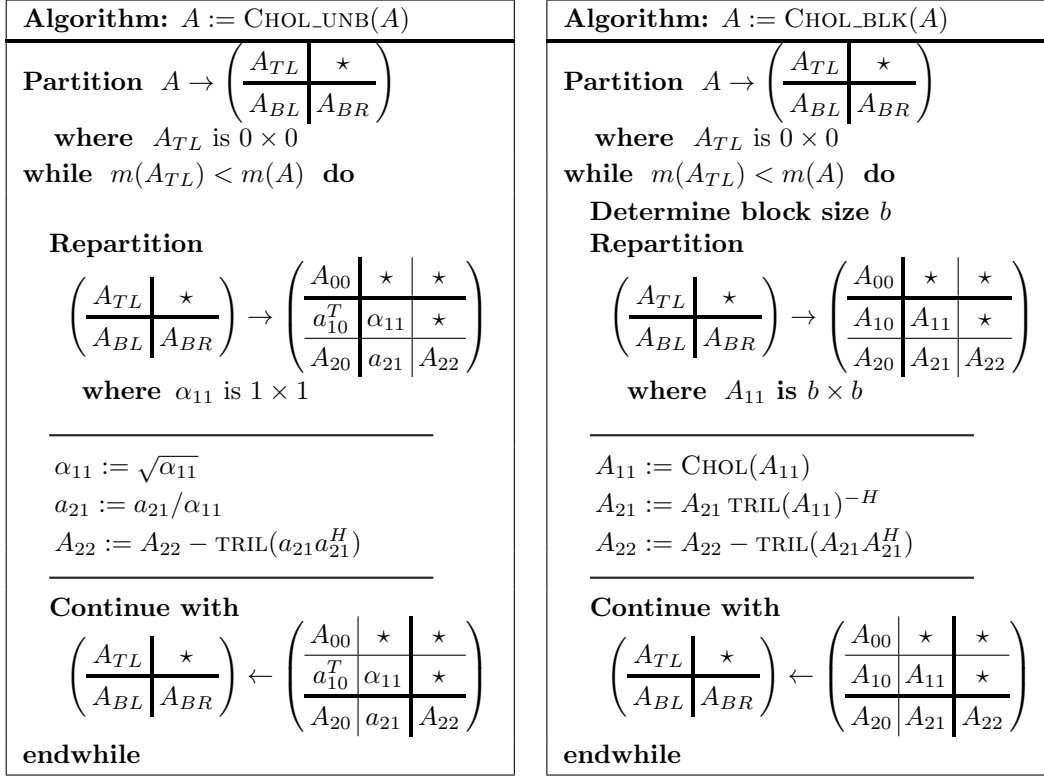 Algorithm: A := CHOL_UNB(A)
Partition A → ( A_TL | ⋆ )
( A_BL | A_BR )
where A_TL is 0 × 0
while m(A_TL) < m(A) do
Repartition
( A_TL | ⋆ ) → ( A_00 | ⋆ | ⋆ )
( A_BL | A_BR ) ( a_10^T | α_11 | ⋆ )
( A_20 | a_21 | A_22 )
where α_11 is 1 × 1
α_11 := √α_11
a_21 := a_21/α_11
A_22 := A_22 − TRIL(a_21 a_21^H)
Continue with
( A_TL | ⋆ ) ← ( A_00 | ⋆ | ⋆ )
( A_BL | A_BR ) ( a_10^T | α_11 | ⋆ )
( A_20 | a_21 | A_22 )
endwhile
Algorithm: A := CHOL_BLK(A)
Partition A → ( A_TL | ⋆ )
( A_BL | A_BR )
where A_TL is 0 × 0
while m(A_TL) < m(A) do
Determine block size b
Repartition
( A_TL | ⋆ ) → ( A_00 | ⋆ | ⋆ )
( A_BL | A_BR ) ( A_10 | A_11 | ⋆ )
( A_20 | A_21 | A_22 )
where A_11 is b × b
A_11 := CHOL(A_11)
A_21 := A_21 TRIL(A_11)^−H
A_22 := A_22 − TRIL(A_21 A_21^H)
Continue with
( A_TL | ⋆ ) ← ( A_00 | ⋆ | ⋆ )
( A_BL | A_BR ) ( A_10 | A_11 | ⋆ )
( A_20 | A_21 | A_22 )
endwhile